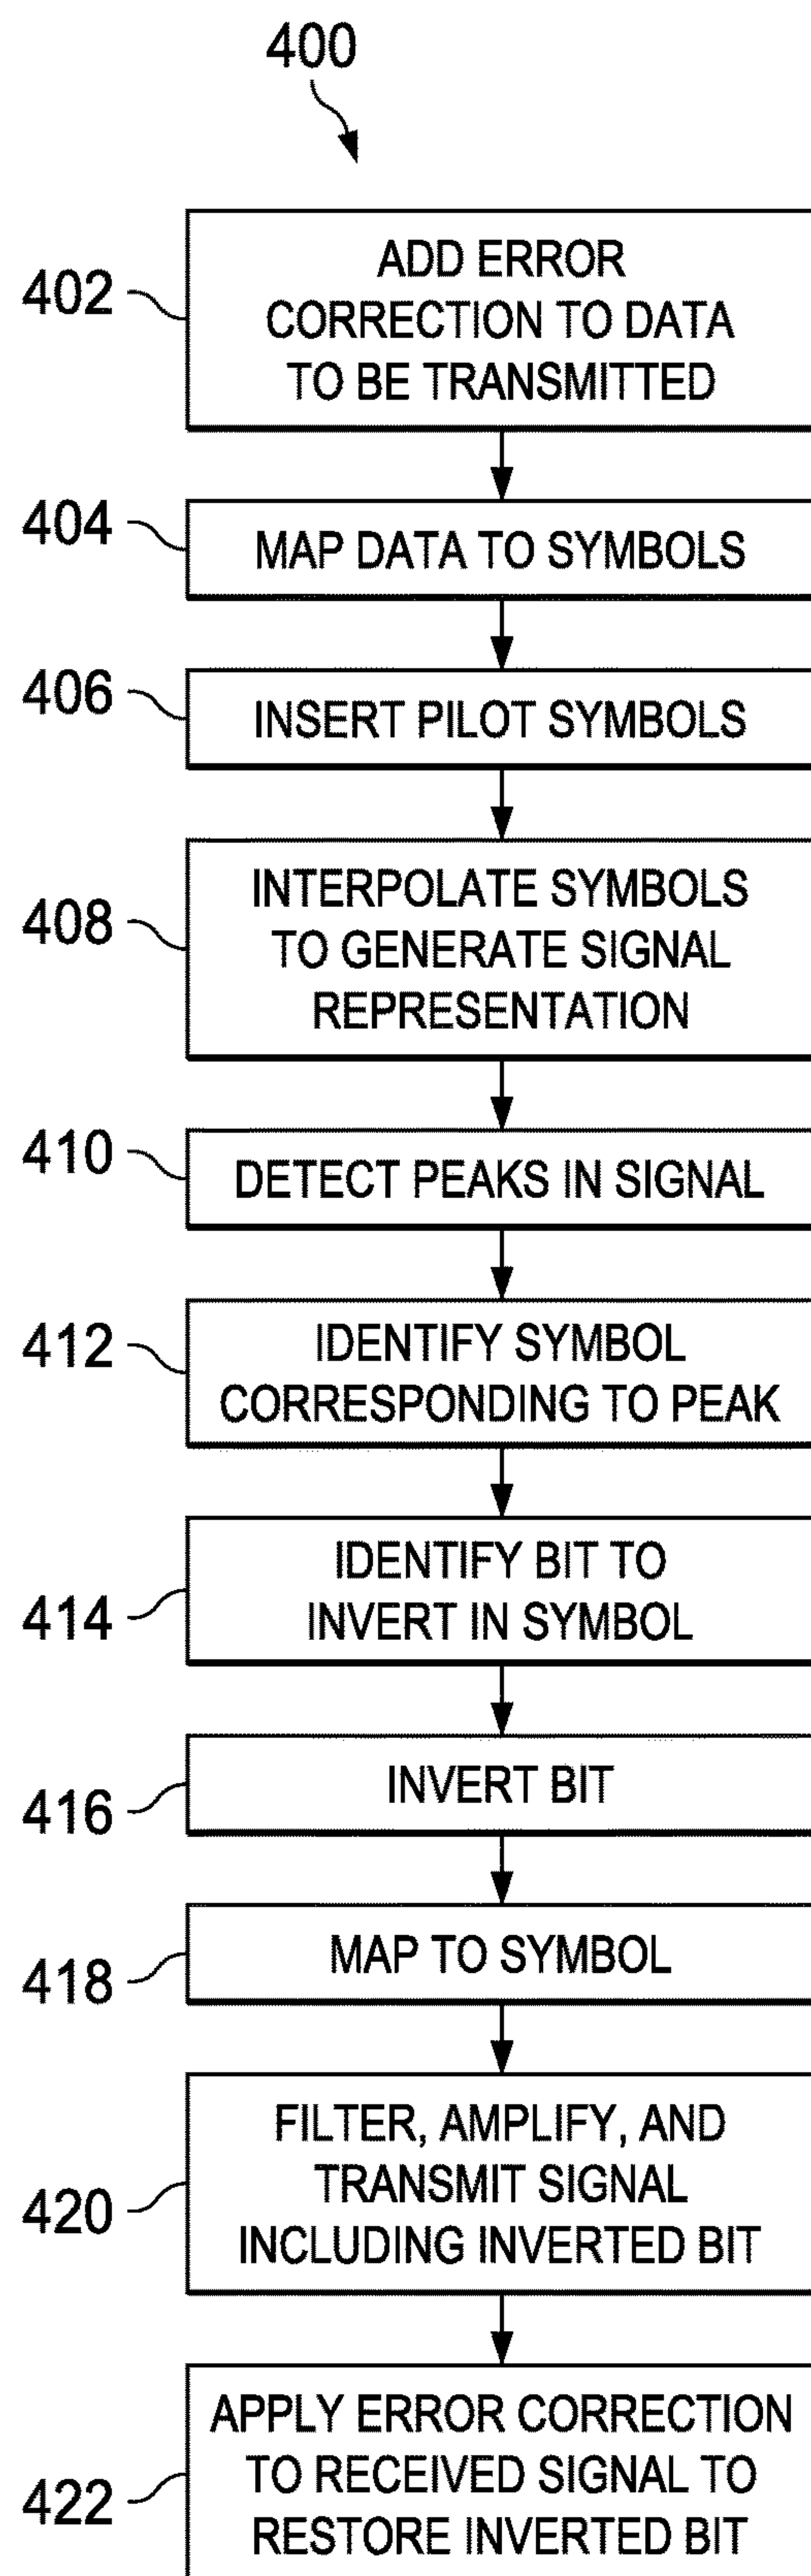 400
402
ADD ERROR
CORRECTION TO DATA
TO BE TRANSMITTED
404
MAP DATA TO SYMBOLS
406
INSERT PILOT SYMBOLS
408
INTERPOLATE SYMBOLS
TO GENERATE SIGNAL
REPRESENTATION
410
DETECT PEAKS IN SIGNAL
412
IDENTIFY SYMBOL
CORRESPONDING TO PEAK
414
IDENTIFY BIT TO
INVERT IN SYMBOL
416
INVERT BIT
418
MAP TO SYMBOL
420
FILTER, AMPLIFY, AND
TRANSMIT SIGNAL
INCLUDING INVERTED BIT
422
APPLY ERROR CORRECTION
TO RECEIVED SIGNAL TO
RESTORE INVERTED BIT